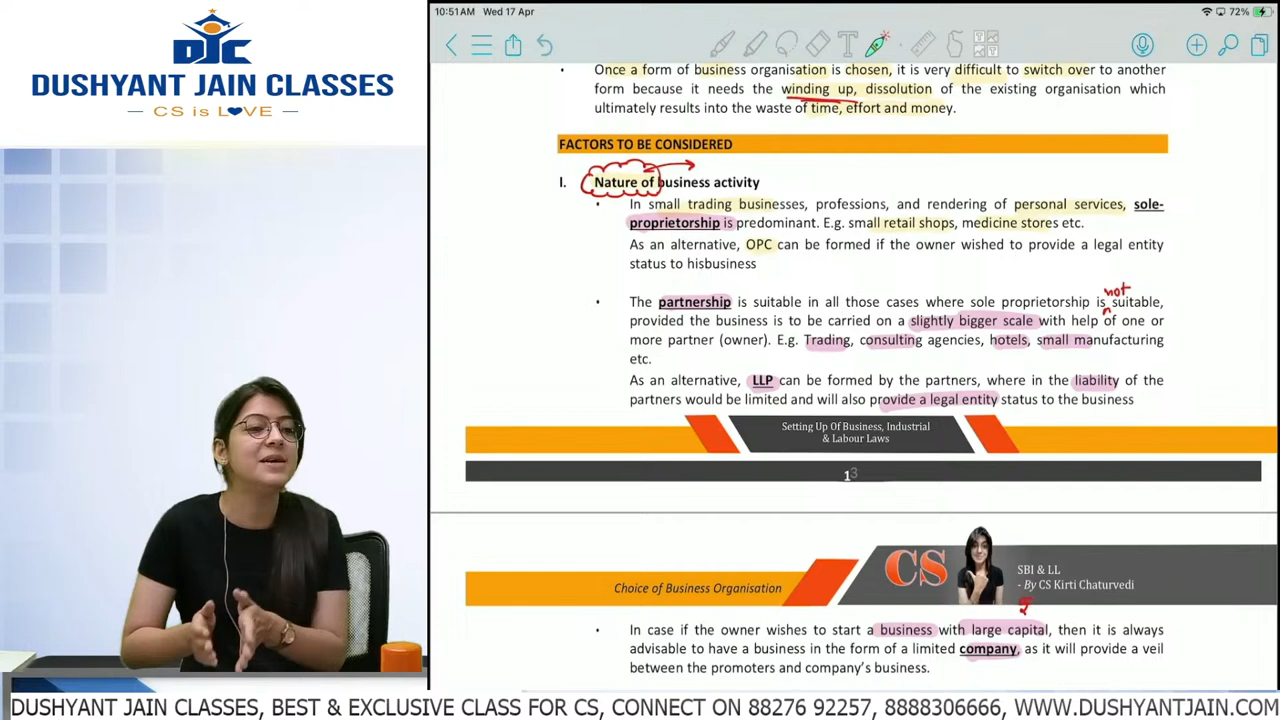 10:51AM Wed 17 Apr
72%
DJC
DUSHYANT JAIN CLASSES
CS is L VE
T
• Once a form of business organisation is chosen, it is very difficult to switch over to another
form because it needs the winding up, dissolution of the existing organisation which
ultimately results into the waste of time, effort and money.
FACTORS TO BE CONSIDERED
I. Nature of business activity
• In small trading businesses, professions, and rendering of personal services, sole-
proprietorship is predominant. E.g. small retail shops, medicine stores etc.
As an alternative, OPC can be formed if the owner wished to provide a legal entity
status to hisbusiness
not
• The partnership is suitable in all those cases where sole proprietorship is suitable,
provided the business is to be carried on a slightly bigger scale with help of one or
more partner (owner). E.g. Trading, consulting agencies, hotels, small manufacturing
etc.
As an alternative, LLP can be formed by the partners, where in the liability of the
partners would be limited and will also provide a legal entity status to the business
Setting Up Of Business, Industrial
& Labour Laws
13
Choice of Business Organisation
CS
SBI & LL
- By CS Kirti Chaturvedi
• In case if the owner wishes to start a business with large capital, then it is always
advisable to have a business in the form of a limited company, as it will provide a veil
between the promoters and company's business.
DUSHYANT JAIN CLASSES, BEST & EXCLUSIVE CLASS FOR CS, CONNECT ON 88276 92257, 8888306666, WWW.DUSHYANTJAIN.COM